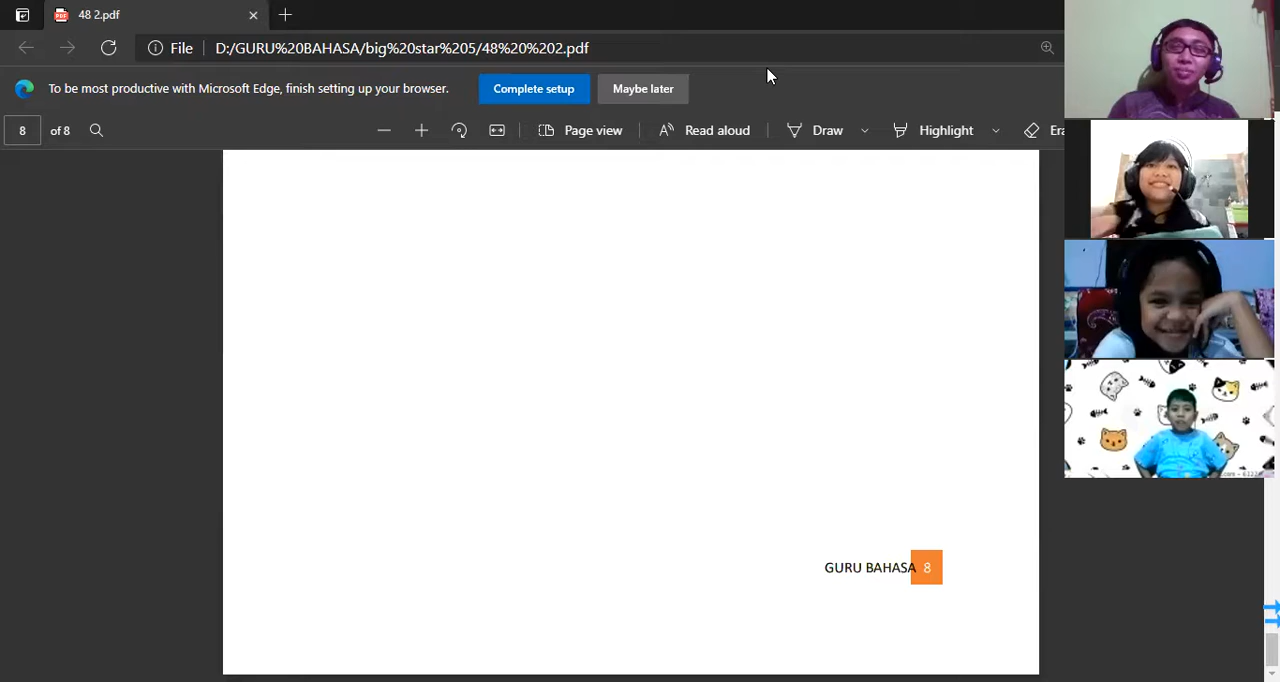 48 2.pdf
File D:/GURU%20BAHASA/big%20star%205/48%20%202.pdf
To be most productive with Microsoft Edge, finish setting up your browser. Complete setup Maybe later
8 of 8 Page view Read aloud Draw Highlight Era
GURU BAHASA 8